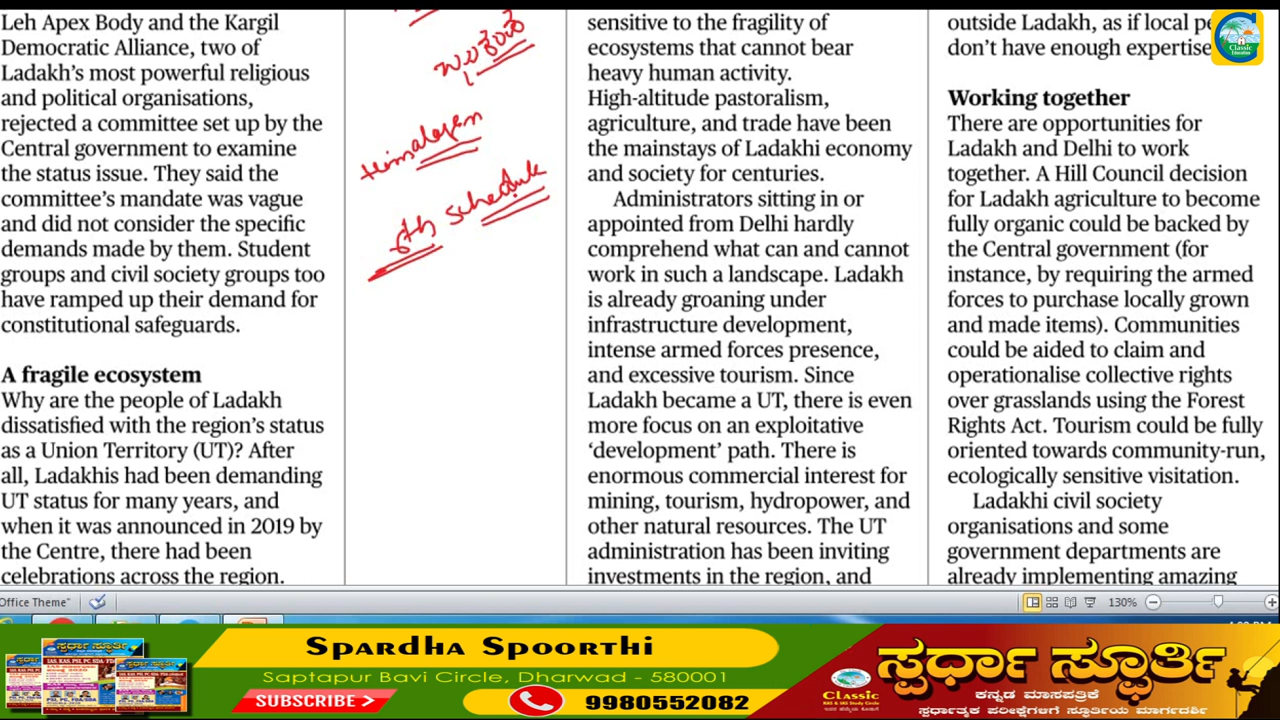 Leh Apex Body and the Kargil
Democratic Alliance, two of
Ladakh's most powerful religious
and political organisations,
rejected a committee set up by the
Central government to examine
the status issue. They said the
committee's mandate was vague
and did not consider the specific
demands made by them. Student
groups and civil society groups too
have ramped up their demand for
constitutional safeguards.
A fragile ecosystem
Why are the people of Ladakh
dissatisfied with the region's status
as a Union Territory (UT)? After
all, Ladakhis had been demanding
UT status for many years, and
when it was announced in 2019 by
the Centre, there had been
celebrations across the region.
Himalayan
6th schedule
sensitive to the fragility of
ecosystems that cannot bear
heavy human activity.
High-altitude pastoralism,
agriculture, and trade have been
the mainstays of Ladakhi economy
and society for centuries.
Administrators sitting in or
appointed from Delhi hardly
comprehend what can and cannot
work in such a landscape. Ladakh
is already groaning under
infrastructure development,
intense armed forces presence,
and excessive tourism. Since
Ladakh became a UT, there is even
more focus on an exploitative
‘development’ path. There is
enormous commercial interest for
mining, tourism, hydropower, and
other natural resources. The UT
administration has been inviting
investments in the region, and
outside Ladakh, as if local
don't have enough expertise
Working together
There are opportunities for
Ladakh and Delhi to work
together. A Hill Council decision
for Ladakh agriculture to become
fully organic could be backed by
the Central government (for
instance, by requiring the armed
forces to purchase locally grown
and made items). Communities
could be aided to claim and
operationalise collective rights
over grasslands using the Forest
Rights Act. Tourism could be fully
oriented towards community-run,
ecologically sensitive visitation.
Ladakhi civil society
organisations and some
government departments are
already implementing amazing
Classic
Education
Office Theme"
130%
Spardha Spoorthi
Saptapur Bavi Circle, Dharwad - 580001
SUBSCRIBE
9980552082
ಸ್ಪರ್ಧಾ ಸ್ಫೂರ್ತಿ
ಕನ್ನಡ ಮಾಸಪತ್ರಿಕೆ
ಸ್ಪರ್ಧಾತ್ಮಕ ಪರೀಕ್ಷೆಗಳಿಗೆ ಸ್ಫೂರ್ತಿಯ ಮಾರ್ಗದರ್ಶಿ
Classic
KAS & IAS Study Circle